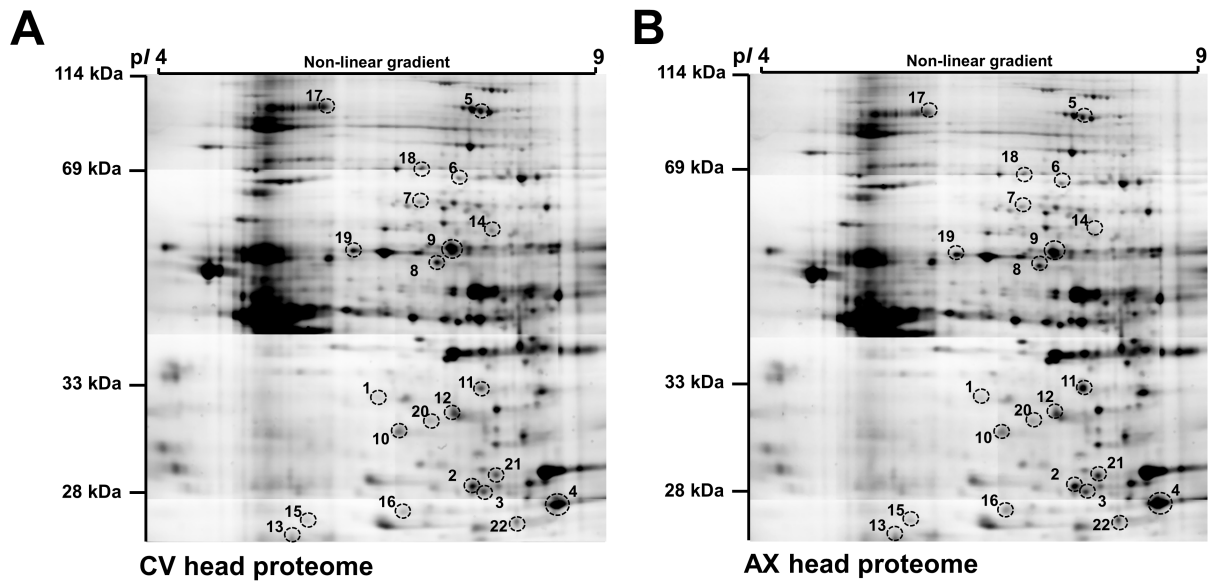 A
pI 4
Non-linear gradient
9
114 kDa
17
5
69 kDa
18
6
7
14
19
9
8
33 kDa
1
11
12
20
10
21
2
28 kDa
3
4
16
15
22
13
CV head proteome
B
pI 4
Non-linear gradient
9
114 kDa
17
5
69 kDa
18
6
7
14
19
9
8
33 kDa
1
11
12
20
10
21
2
28 kDa
3
4
16
15
22
13
AX head proteome